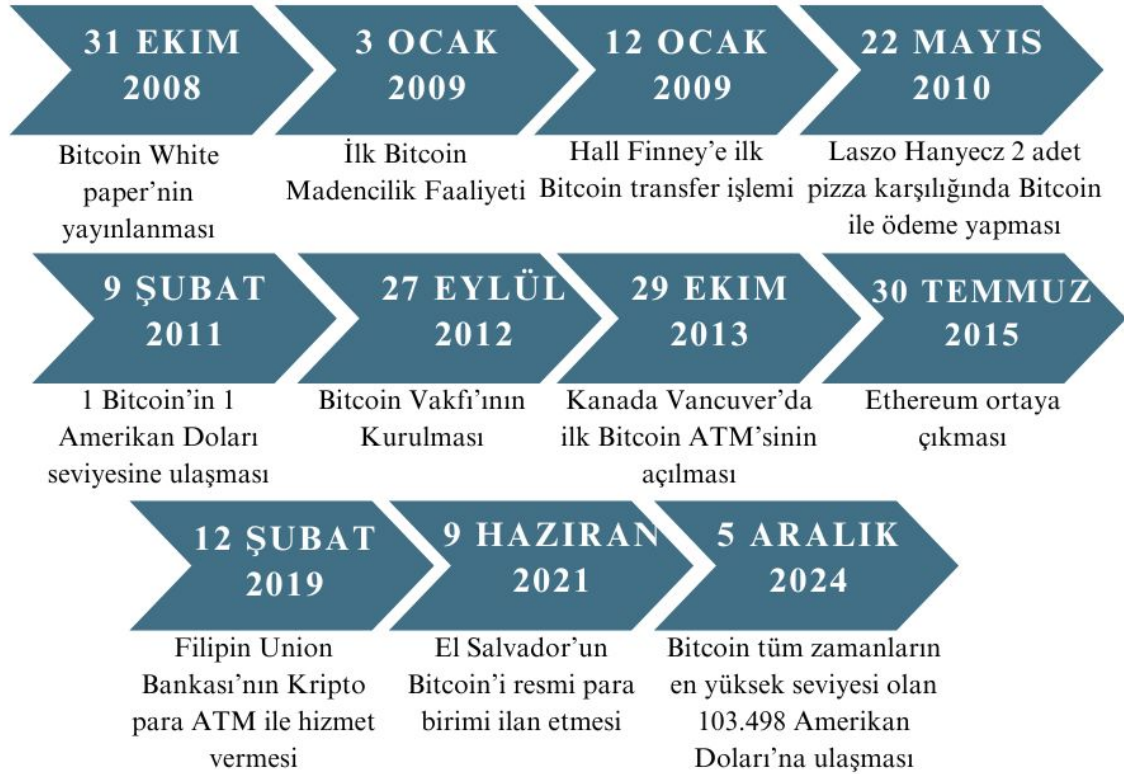 31 EKIM
2008
Bitcoin White
paper’nin
yayınlanması
3 OCAK
2009
İlk Bitcoin
Madencilik Faaliyeti
12 OCAK
2009
Hall Finney’e ilk
Bitcoin transfer işlemi
22 MAYIS
2010
Laszo Hanyecz 2 adet
pizza karşılığında Bitcoin
ile ödeme yapması
9 ŞUBAT
2011
1 Bitcoin’in 1
Amerikan Doları
seviyesine ulaşması
27 EYLÜL
2012
Bitcoin Vakfı’ının
Kurulması
29 EKIM
2013
Kanada Vancuver’da
ilk Bitcoin ATM’sinin
açılması
30 TEMMUZ
2015
Ethereum ortaya
çıkması
12 ŞUBAT
2019
Filipin Union
Bankası’nın Kripto
para ATM ile hizmet
vermesi
9 HAZIRAN
2021
El Salvador’un
Bitcoin’i resmi para
birimi ilan etmesi
5 ARALIK
2024
Bitcoin tüm zamanların
en yüksek seviyesi olan
103.498 Amerikan
Doları’na ulaşması